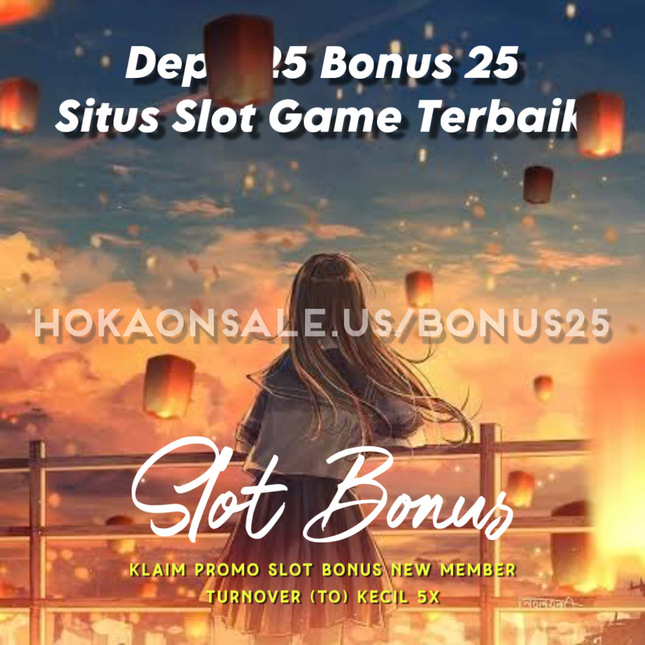 25 Bonus 25
Situs Slot Game Terbaik
HOKAONSALE.US/BONUS25
Slot Bonus
KLAIM PROMO SLOT BONUS NEW MEMBER
TURNOVER (TO) KECIL 5X